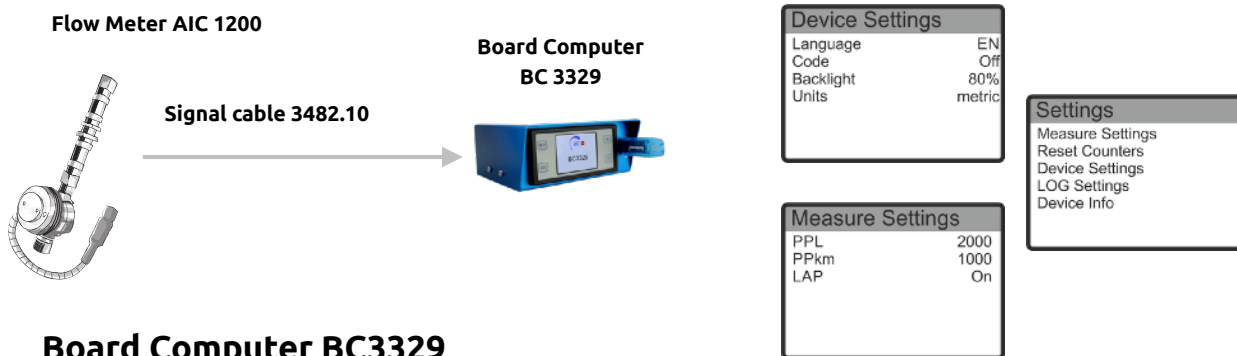 Flow Meter AIC 1200
Signal cable 3482.10
Board Computer
BC 3329
BC3329
Device Settings
Language EN
Code Off
Backlight 80%
Units metric
Settings
Measure Settings
Reset Counters
Device Settings
LOG Settings
Device Info
Measure Settings
PPL 2000
PPkm 1000
LAP On
Board Computer BC3329